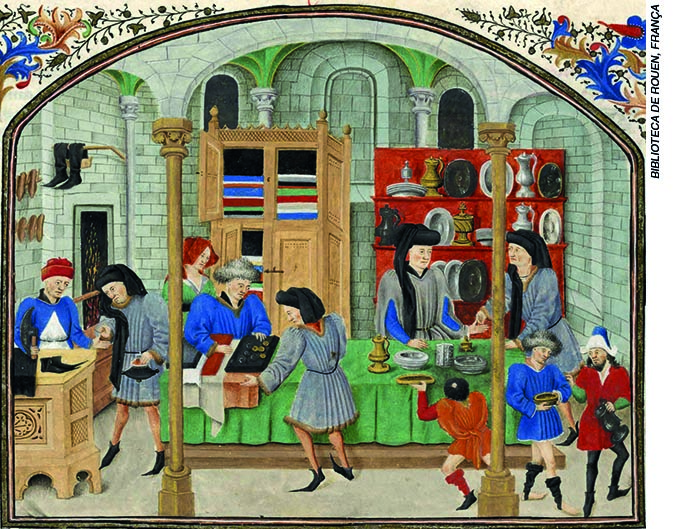 BIBLIOTECA DE ROUEN, FRANÇA